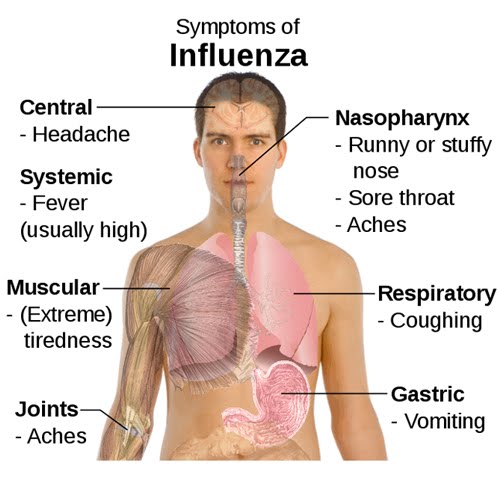 Symptoms of
Influenza
Central
- Headache
Systemic
- Fever
(usually high)
Muscular
- (Extreme)
tiredness
Joints
- Aches
Nasopharynx
- Runny or stuffy
nose
- Sore throat
- Aches
Respiratory
- Coughing
Gastric
- Vomiting